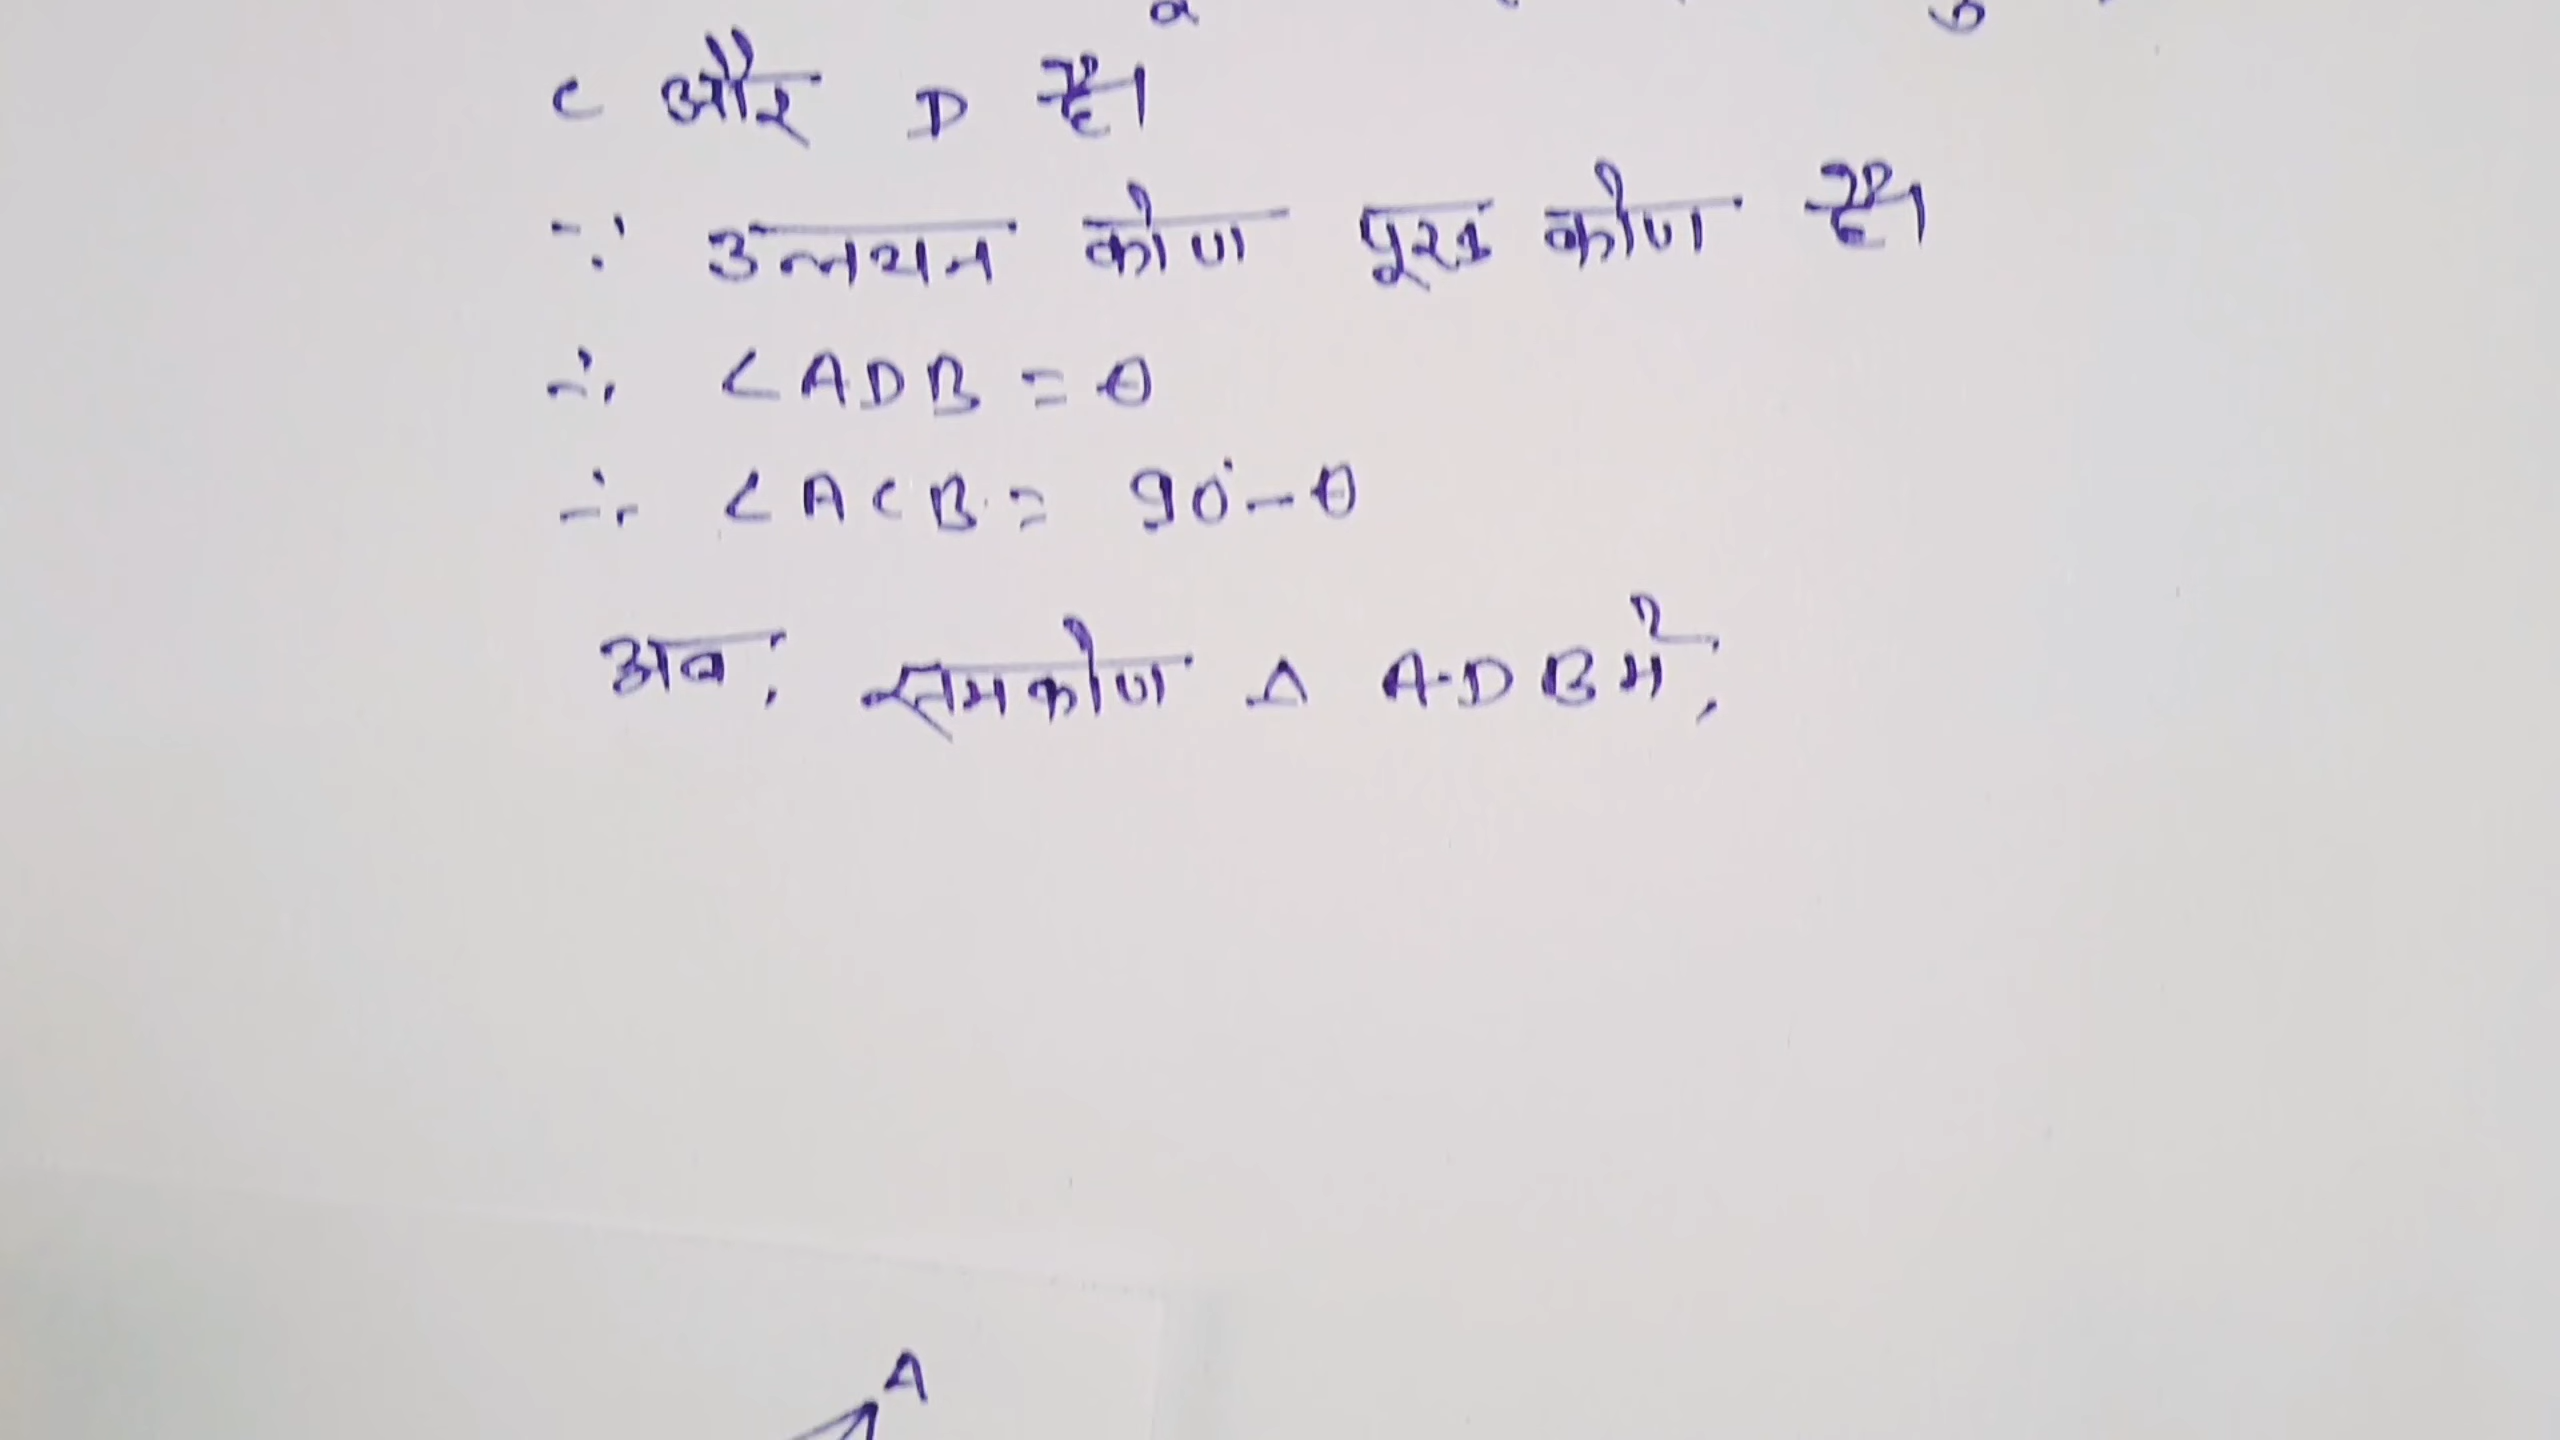 C और D है।
∵ उन्नयन कोण पूरक कोण है।
∴ ∠ADB = θ
∴ ∠ACB = 90° - θ
अब, समकोण △ ADB में,
A